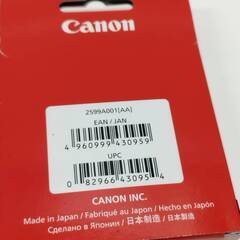 Canon
2599A001[AA]
EAN / JAN
4 960999 430959
UPC
0 82966 43095 4
CANON INC.
Made in Japan / Fabriqué au Japon / Hecho en Japón
Сделано в Японии / 日本製造 / 日本制造